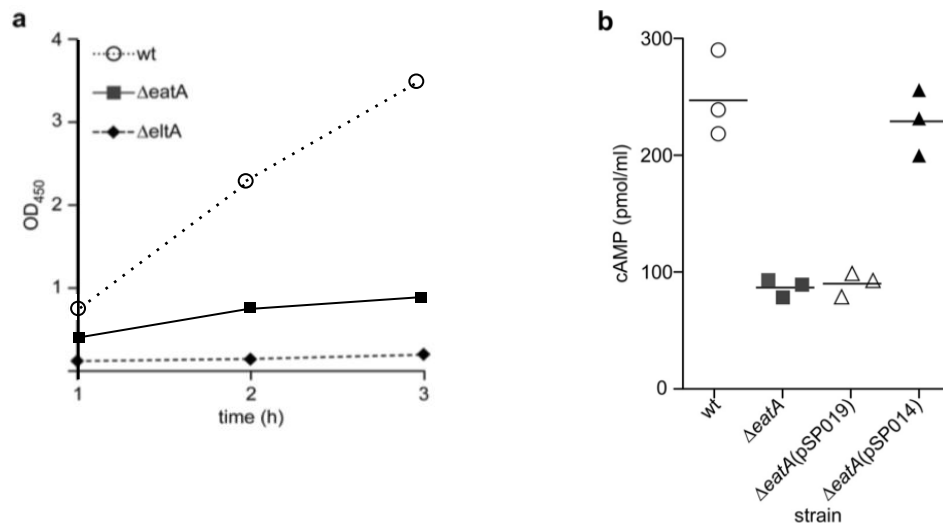 a
4
3
2
1
OD₄₅₀
wt
ΔeatA
ΔeltA
1
2
3
time (h)
b
300
200
100
0
cAMP (pmol/ml)
wt
ΔeatA
ΔeatA(pSP019)
ΔeatA(pSP014)
strain